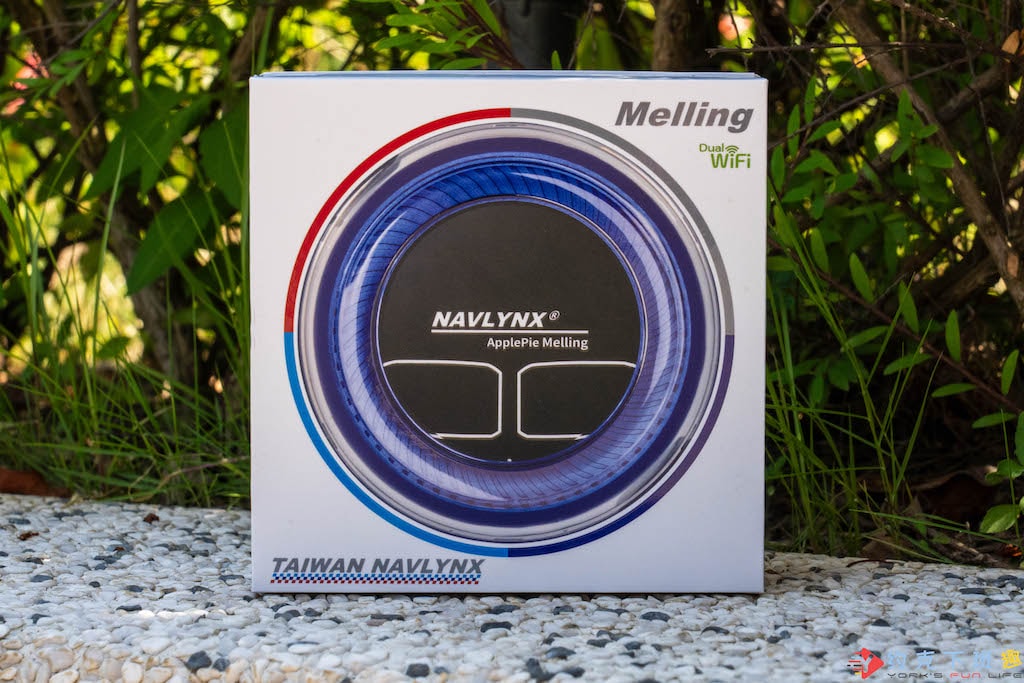 Melling
Dual
WiFi
NAVLYNX®
ApplePie Melling
TAIWAN NAVLYNX
YORK'S FUN LIFE